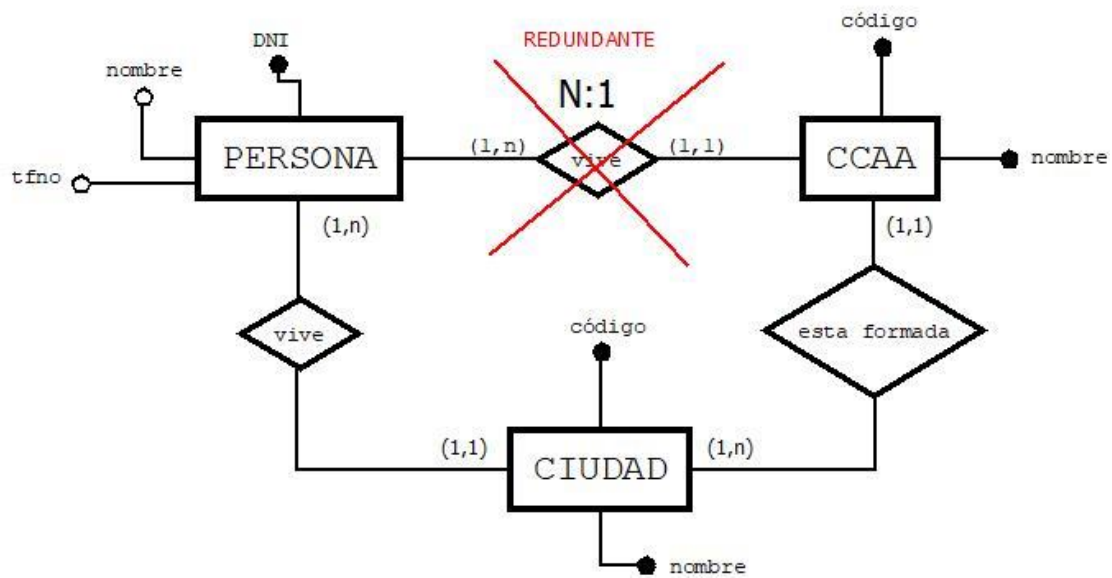 código
DNI
REDUNDANTE
nombre
N:1
PERSONA
(1,n)
vive
(1,1)
CCAA
nombre
tfno
(1,n)
(1,1)
vive
código
esta formada
(1,1)
CIUDAD
(1,n)
nombre